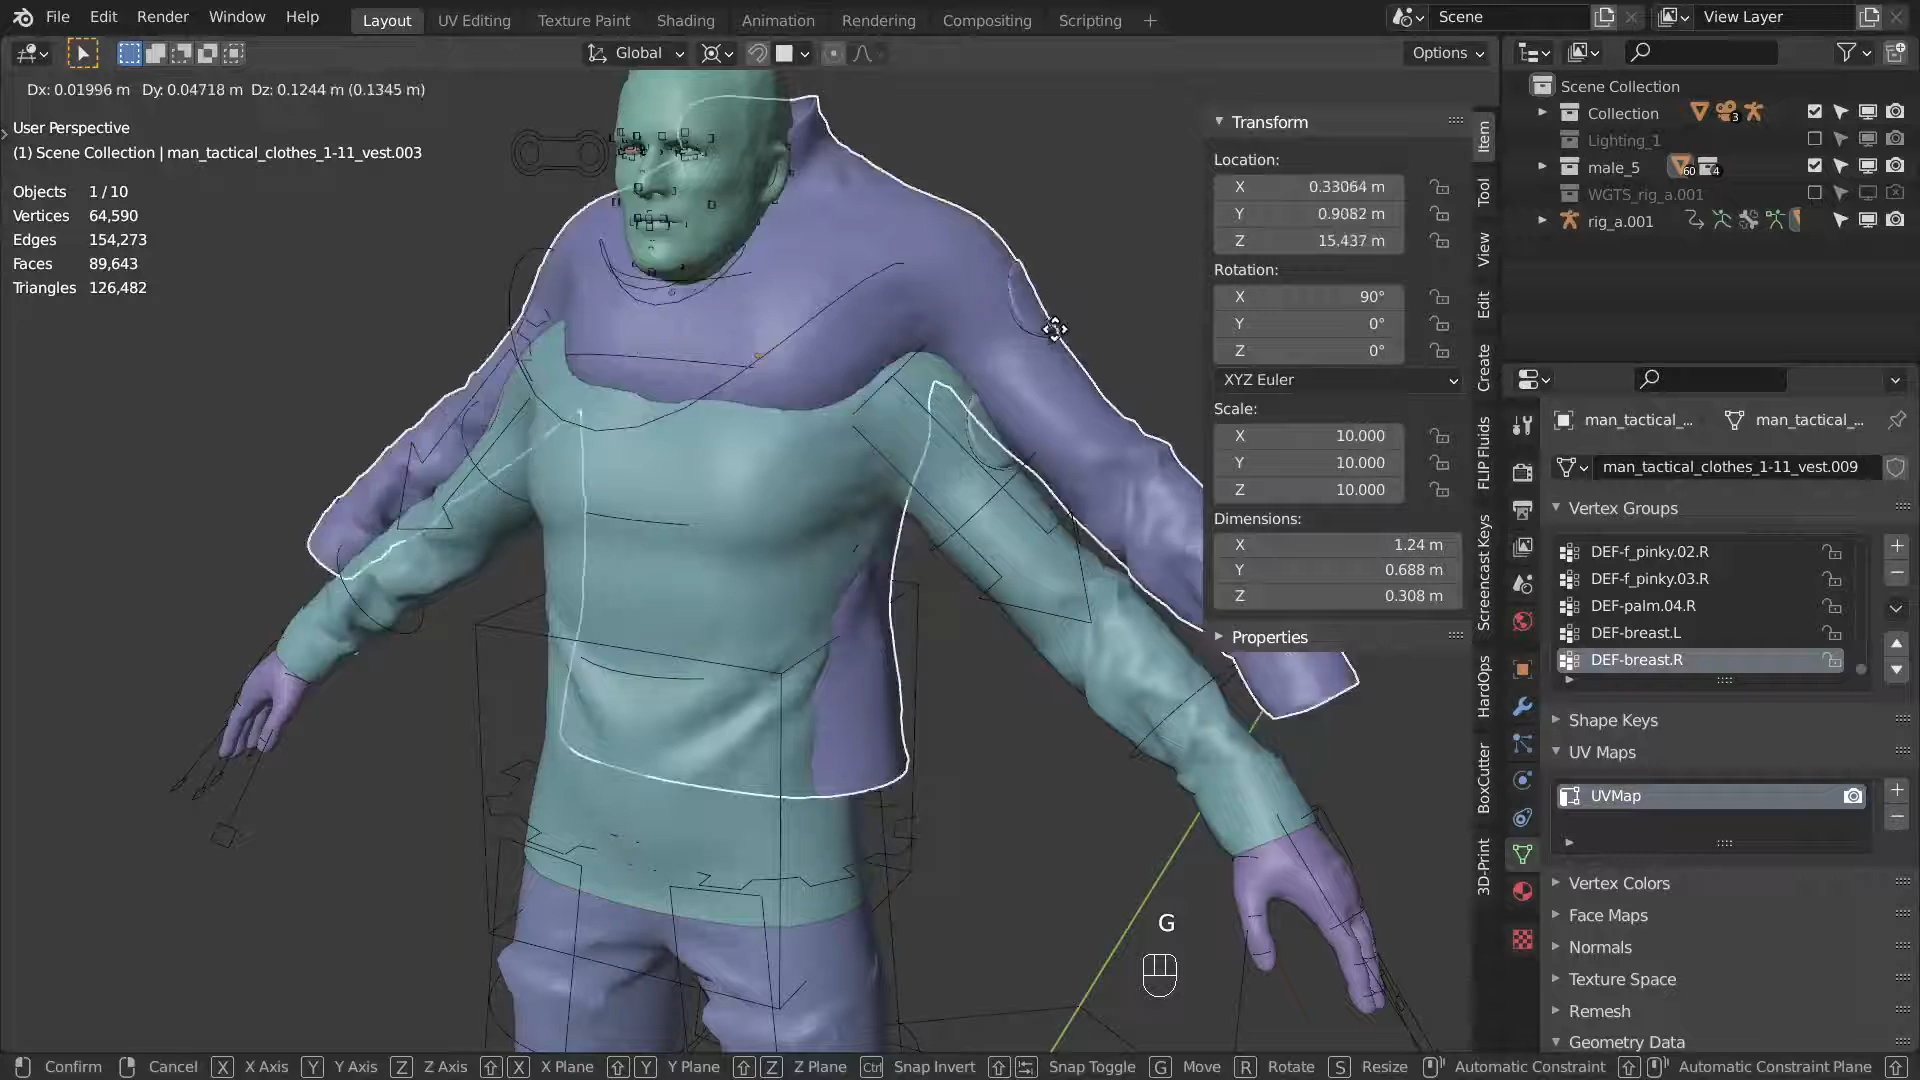 File Edit Render Window Help Layout UV Editing Texture Paint Shading Animation Rendering Compositing Scripting Scene View Layer
Global Options
Dx: 0.01996 m Dy: 0.04718 m Dz: 0.1244 m (0.1345 m)
User Perspective
(1) Scene Collection | man_tactical_clothes_1-11_vest.003
Objects 1 / 10
Vertices 64,590
Edges 154,273
Faces 89,643
Triangles 126,482
Transform
Location:
X 0.33064 m
Y 0.9082 m
Z 15.437 m
Rotation:
X 90°
Y 0°
Z 0°
XYZ Euler
Scale:
X 10.000
Y 10.000
Z 10.000
Dimensions:
X 1.24 m
Y 0.688 m
Z 0.308 m
Properties
Item
Tool
View
Edit
Create
FLIP Fluids
Screencast Keys
HardOps
BoxCutter
3D-Print
Scene Collection
Collection 3
Lighting_1
male_5 60 4
WGTS_rig_a.001
rig_a.001
man_tactical_... man_tactical_...
man_tactical_clothes_1-11_vest.009
Vertex Groups
DEF-f_pinky.02.R
DEF-f_pinky.03.R
DEF-palm.04.R
DEF-breast.L
DEF-breast.R
Shape Keys
UV Maps
UVMap
Vertex Colors
Face Maps
Normals
Texture Space
Remesh
Geometry Data
G
Confirm Cancel X X Axis Y Y Axis Z Z Axis X X Plane Y Y Plane Z Z Plane Ctrl Snap Invert Snap Toggle G Move R Rotate S Resize Automatic Constraint Automatic Constraint Plane